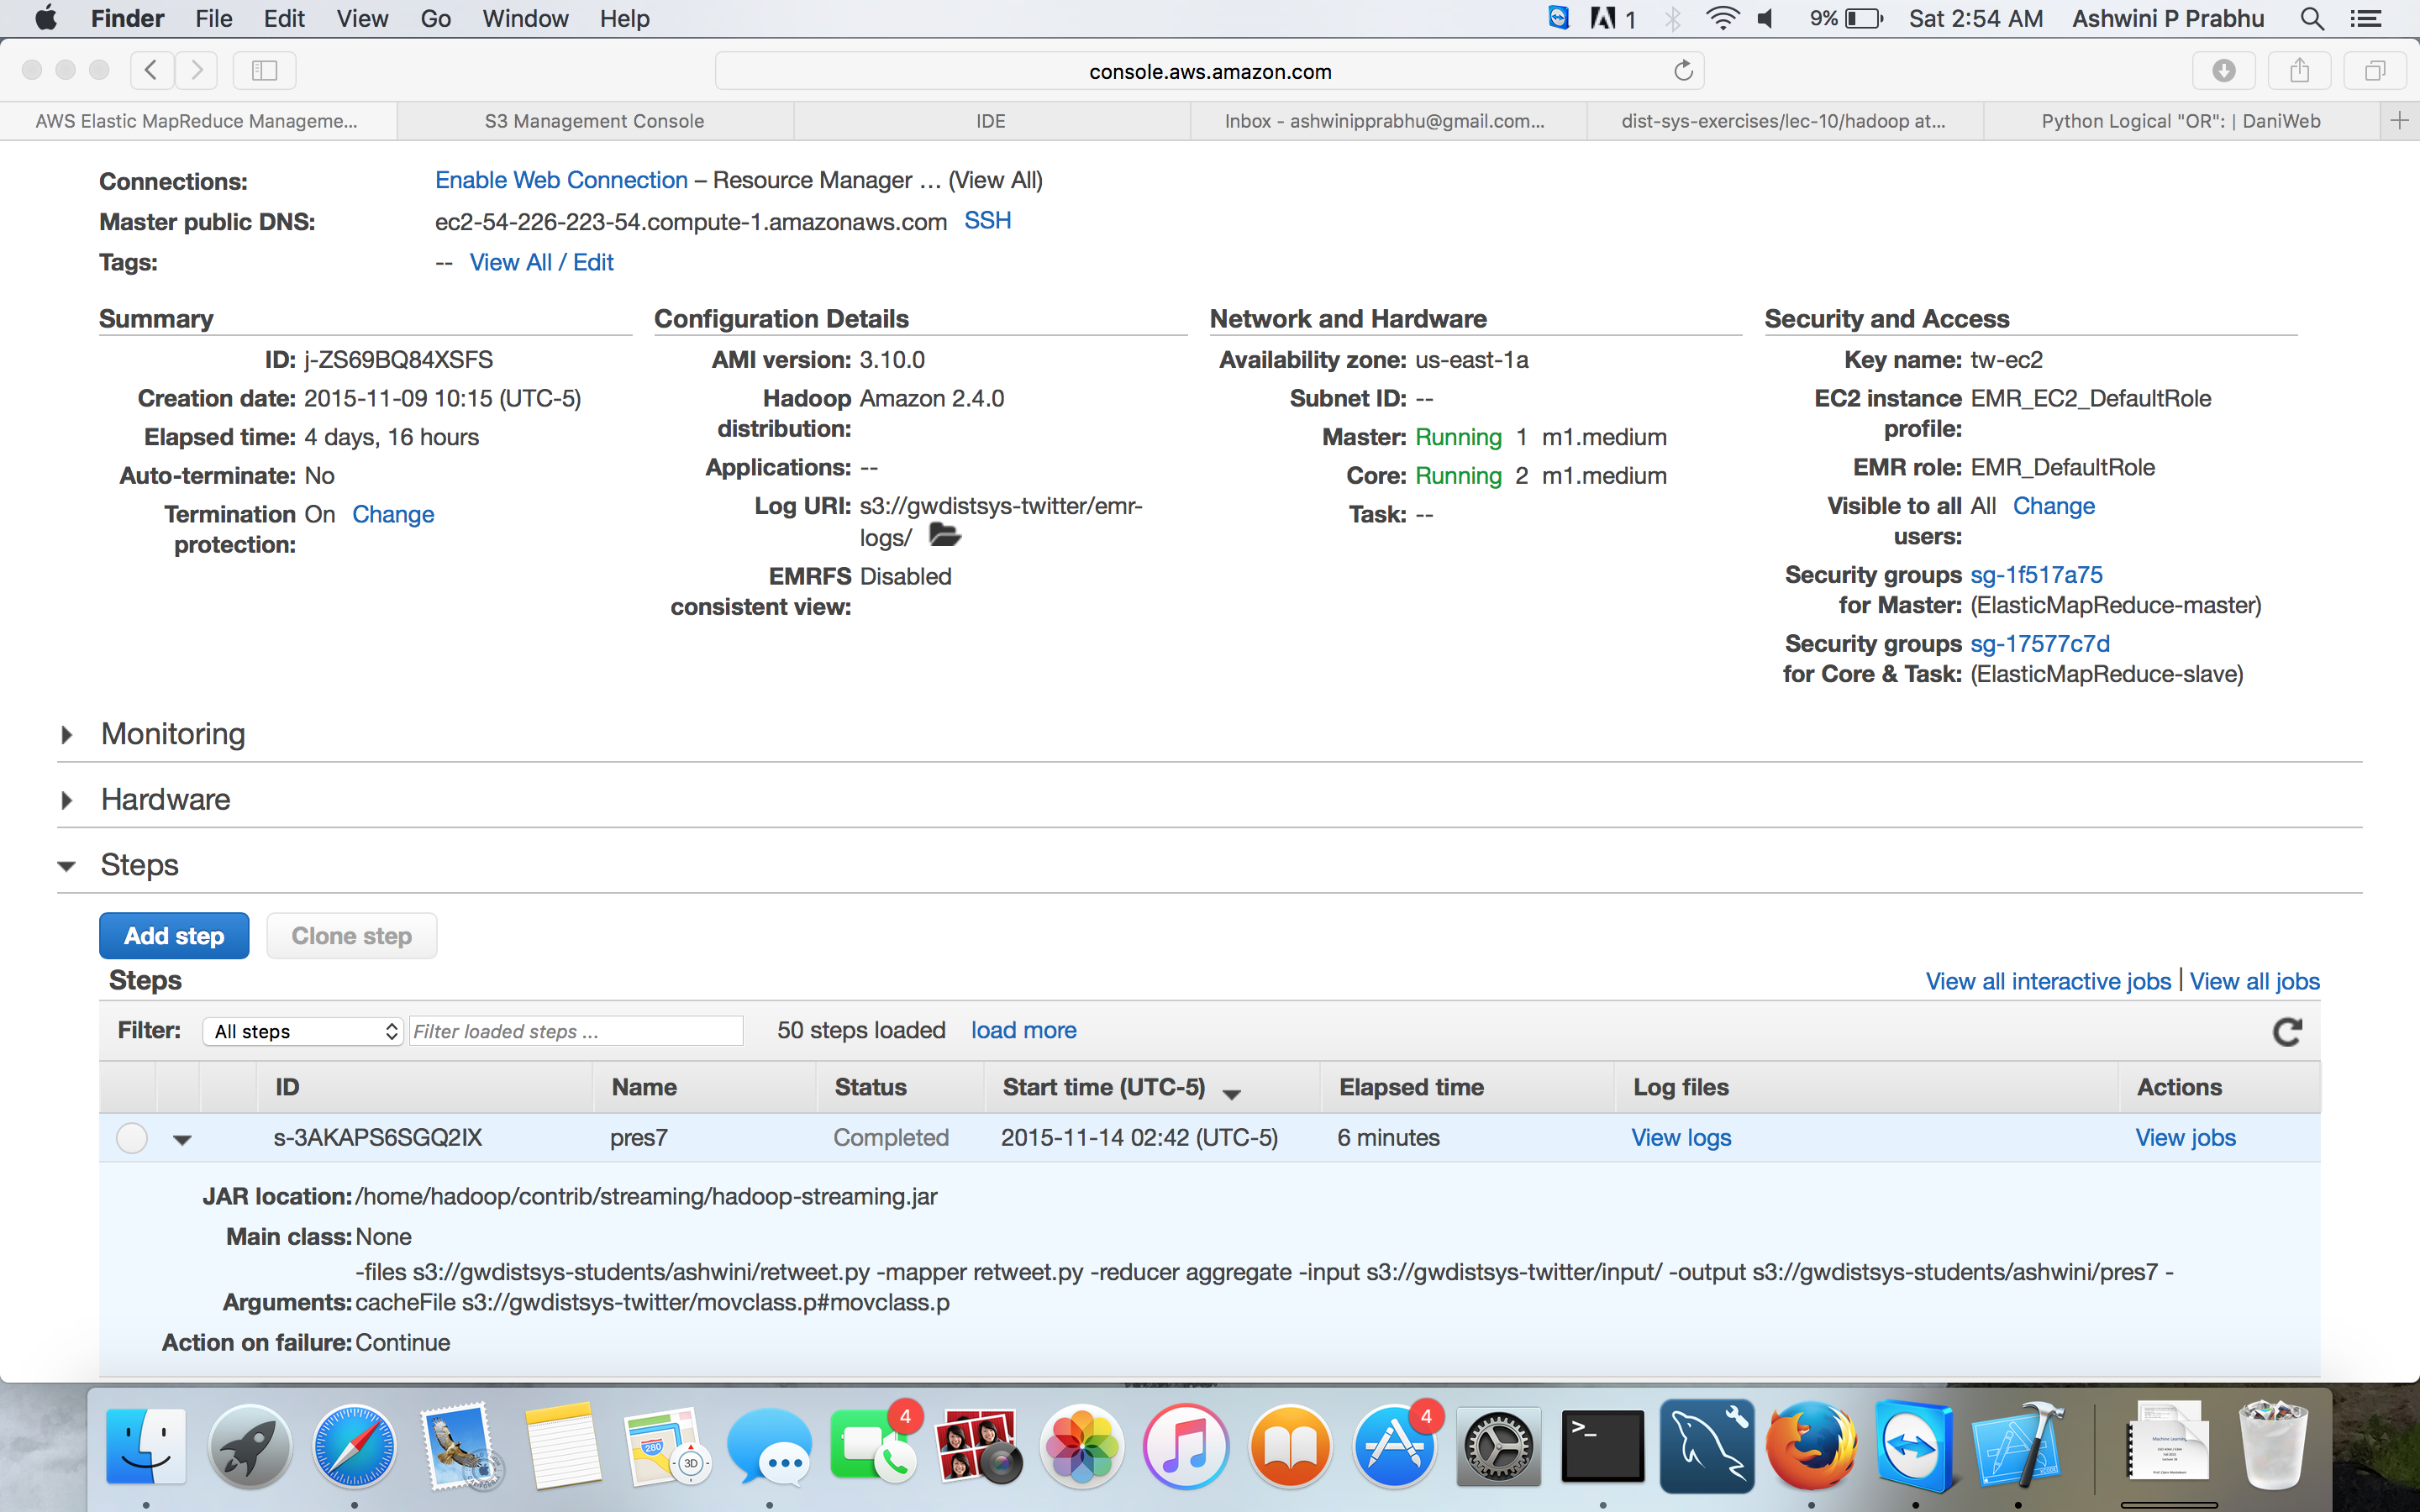 Finder File Edit View Go Window Help 1 9% Sat 2:54 AM Ashwini P Prabhu
console.aws.amazon.com
AWS Elastic MapReduce Manageme... S3 Management Console IDE Inbox - ashwinipprabhu@gmail.com... dist-sys-exercises/lec-10/hadoop at... Python Logical "OR": | DaniWeb
Connections: Enable Web Connection – Resource Manager ... (View All)
Master public DNS: ec2-54-226-223-54.compute-1.amazonaws.com SSH
Tags: -- View All / Edit
Summary
ID: j-ZS69BQ84XSFS
Creation date: 2015-11-09 10:15 (UTC-5)
Elapsed time: 4 days, 16 hours
Auto-terminate: No
Termination On Change
protection:
Configuration Details
AMI version: 3.10.0
Hadoop Amazon 2.4.0
distribution:
Applications: --
Log URI: s3://gwdistsys-twitter/emr-
logs/
EMRFS Disabled
consistent view:
Network and Hardware
Availability zone: us-east-1a
Subnet ID: --
Master: Running 1 m1.medium
Core: Running 2 m1.medium
Task: --
Security and Access
Key name: tw-ec2
EC2 instance EMR_EC2_DefaultRole
profile:
EMR role: EMR_DefaultRole
Visible to all All Change
users:
Security groups sg-1f517a75
for Master: (ElasticMapReduce-master)
Security groups sg-17577c7d
for Core & Task: (ElasticMapReduce-slave)
Monitoring
Hardware
Steps
Add step Clone step
Steps View all interactive jobs | View all jobs
Filter: All steps Filter loaded steps ... 50 steps loaded load more
ID Name Status Start time (UTC-5) Elapsed time Log files Actions
s-3AKAPS6SGQ2IX pres7 Completed 2015-11-14 02:42 (UTC-5) 6 minutes View logs View jobs
JAR location: /home/hadoop/contrib/streaming/hadoop-streaming.jar
Main class: None
-files s3://gwdistsys-students/ashwini/retweet.py -mapper retweet.py -reducer aggregate -input s3://gwdistsys-twitter/input/ -output s3://gwdistsys-students/ashwini/pres7 -
Arguments: cacheFile s3://gwdistsys-twitter/movclass.p#movclass.p
Action on failure: Continue
280 3D 4 4 >_
Machine Learning